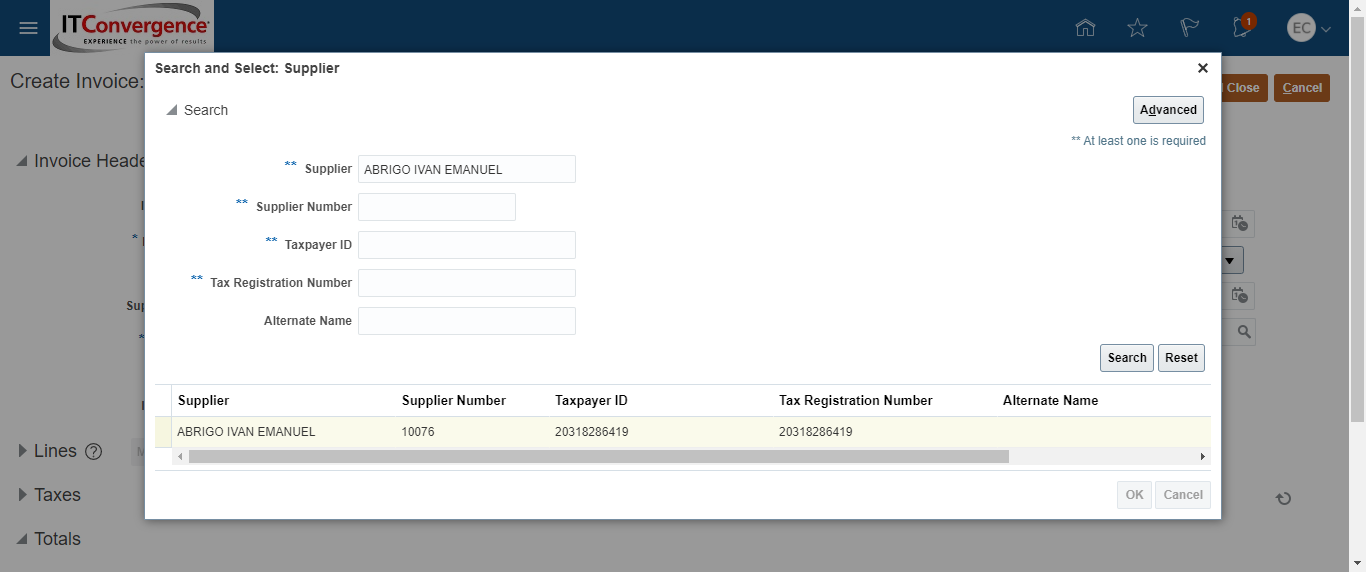 ITConvergence®
EXPERIENCE the power of results
1
EC
Create Invoice:
Close
Cancel
Search and Select: Supplier
Search
Advanced
** At least one is required
Invoice Heade
** Supplier ABRIGO IVAN EMANUEL
** Supplier Number
** Taxpayer ID
** Tax Registration Number
Alternate Name
Sup
Search Reset
Supplier Supplier Number Taxpayer ID Tax Registration Number Alternate Name
ABRIGO IVAN EMANUEL 10076 20318286419 20318286419
Lines
M
OK Cancel
Taxes
Totals